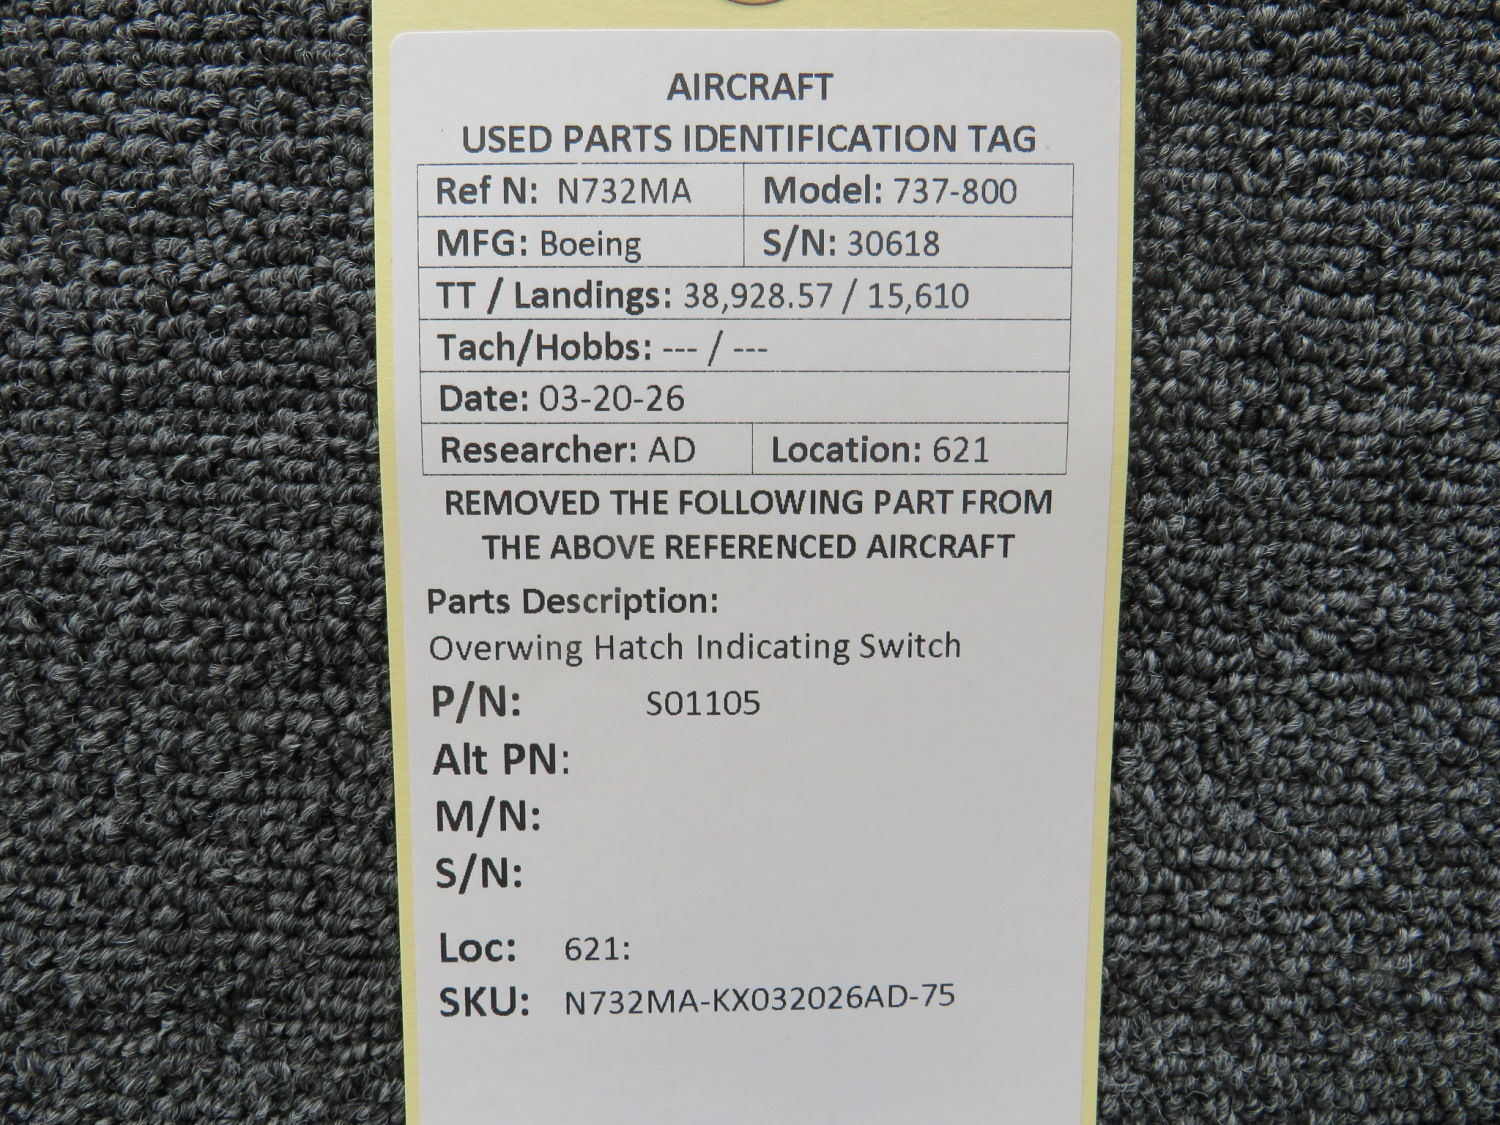 AIRCRAFT
USED PARTS IDENTIFICATION TAG
Ref N: N732MA Model: 737-800
MFG: Boeing S/N: 30618
TT / Landings: 38,928.57 / 15,610
Tach/Hobbs: --- / ---
Date: 03-20-26
Researcher: AD Location: 621
REMOVED THE FOLLOWING PART FROM
THE ABOVE REFERENCED AIRCRAFT
Parts Description:
Overwing Hatch Indicating Switch
P/N: S01105
Alt PN:
M/N:
S/N:
Loc: 621:
SKU: N732MA-KX032026AD-75